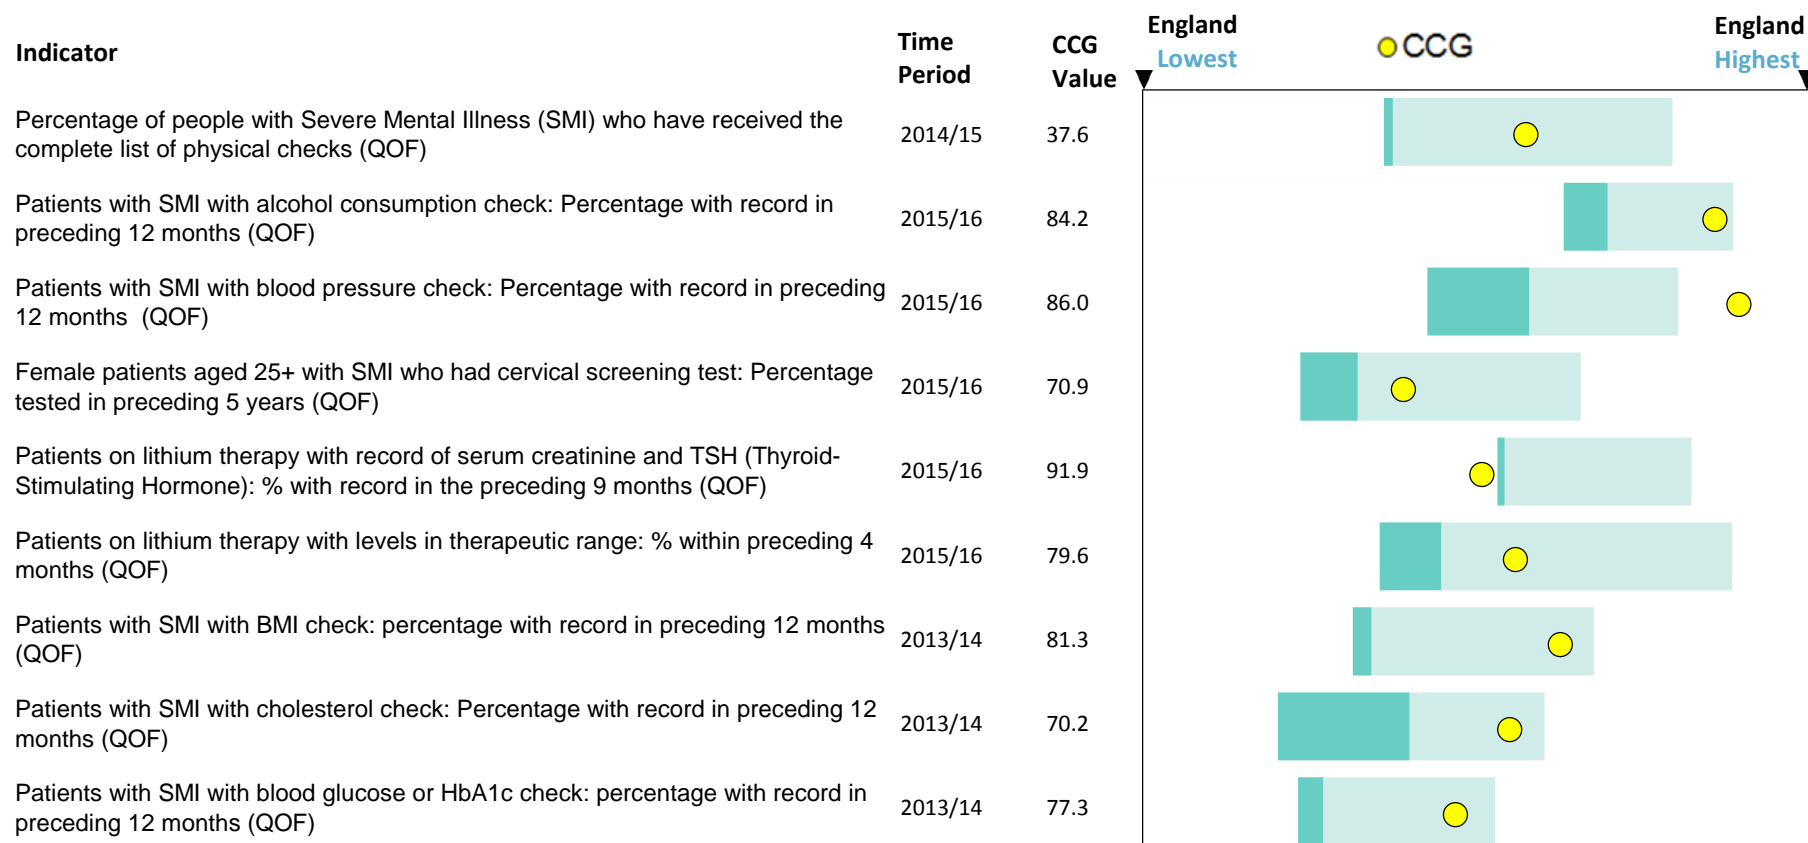 Indicator
Time
Period
CCG
Value
England
Lowest
CCG
England
Highest
Percentage of people with Severe Mental Illness (SMI) who have received the
complete list of physical checks (QOF)
2014/15
37.6
Patients with SMI with alcohol consumption check: Percentage with record in
preceding 12 months (QOF)
2015/16
84.2
Patients with SMI with blood pressure check: Percentage with record in preceding
12 months  (QOF)
2015/16
86.0
Female patients aged 25+ with SMI who had cervical screening test: Percentage
tested in preceding 5 years (QOF)
2015/16
70.9
Patients on lithium therapy with record of serum creatinine and TSH (Thyroid-
Stimulating Hormone): % with record in the preceding 9 months (QOF)
2015/16
91.9
Patients on lithium therapy with levels in therapeutic range: % within preceding 4
months (QOF)
2015/16
79.6
Patients with SMI with BMI check: percentage with record in preceding 12 months
(QOF)
2013/14
81.3
Patients with SMI with cholesterol check: Percentage with record in preceding 12
months (QOF)
2013/14
70.2
Patients with SMI with blood glucose or HbA1c check: percentage with record in
preceding 12 months (QOF)
2013/14
77.3